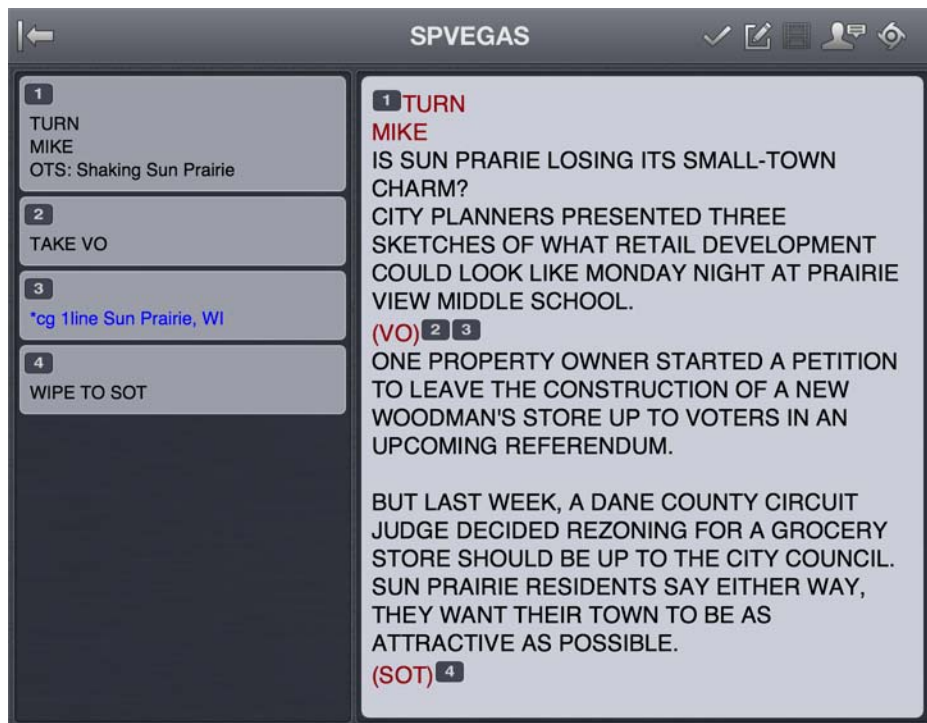 SPVEGAS
1
TURN
MIKE
OTS: Shaking Sun Prairie
2
TAKE VO
3
*cg 1line Sun Prairie, WI
4
WIPE TO SOT
1 TURN
MIKE
IS SUN PRARIE LOSING ITS SMALL-TOWN
CHARM?
CITY PLANNERS PRESENTED THREE
SKETCHES OF WHAT RETAIL DEVELOPMENT
COULD LOOK LIKE MONDAY NIGHT AT PRAIRIE
VIEW MIDDLE SCHOOL.
(VO) 2 3
ONE PROPERTY OWNER STARTED A PETITION
TO LEAVE THE CONSTRUCTION OF A NEW
WOODMAN'S STORE UP TO VOTERS IN AN
UPCOMING REFERENDUM.
BUT LAST WEEK, A DANE COUNTY CIRCUIT
JUDGE DECIDED REZONING FOR A GROCERY
STORE SHOULD BE UP TO THE CITY COUNCIL.
SUN PRAIRIE RESIDENTS SAY EITHER WAY,
THEY WANT THEIR TOWN TO BE AS
ATTRACTIVE AS POSSIBLE.
(SOT) 4